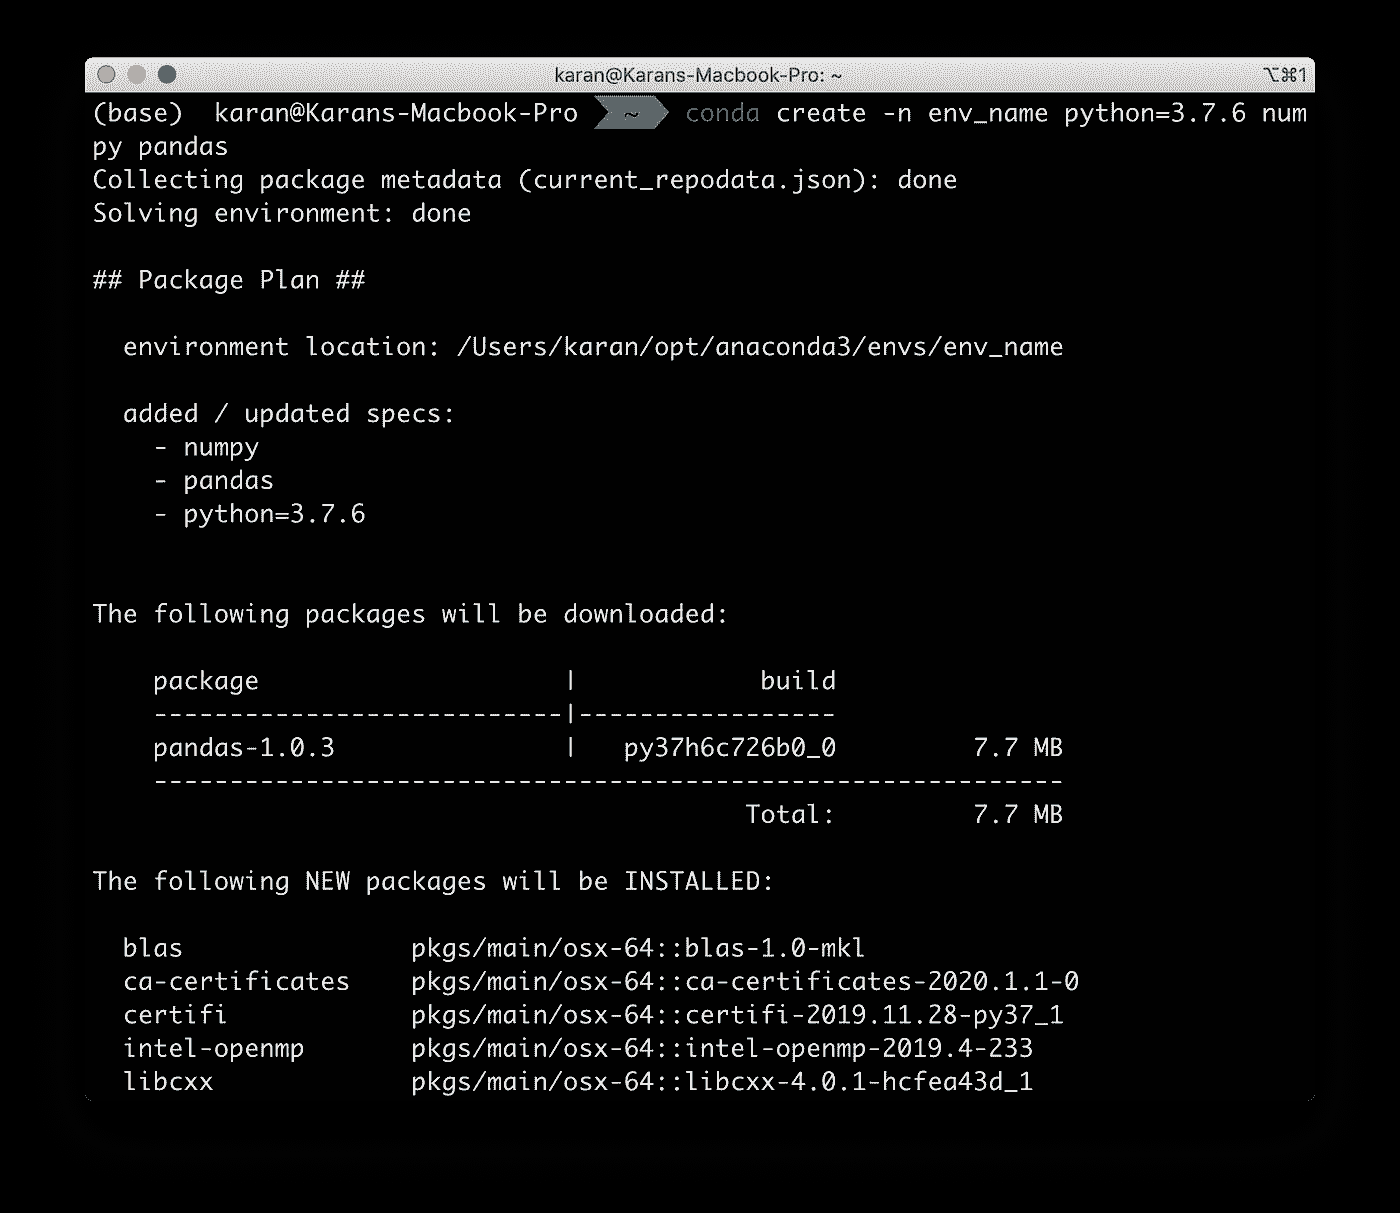 karan@Karans-Macbook-Pro: ~ ⌥⌘1
(base)  karan@Karans-Macbook-Pro  ~  conda create -n env_name python=3.7.6 num
py pandas
Collecting package metadata (current_repodata.json): done
Solving environment: done
## Package Plan ##
  environment location: /Users/karan/opt/anaconda3/envs/env_name
  added / updated specs:
    - numpy
    - pandas
    - python=3.7.6
The following packages will be downloaded:
    package                    |            build
    ---------------------------|-----------------
    pandas-1.0.3               |   py37h6c726b0_0         7.7 MB
    ------------------------------------------------------------
                                           Total:         7.7 MB
The following NEW packages will be INSTALLED:
  blas               pkgs/main/osx-64::blas-1.0-mkl
  ca-certificates    pkgs/main/osx-64::ca-certificates-2020.1.1-0
  certifi            pkgs/main/osx-64::certifi-2019.11.28-py37_1
  intel-openmp       pkgs/main/osx-64::intel-openmp-2019.4-233
  libcxx             pkgs/main/osx-64::libcxx-4.0.1-hcfea43d_1